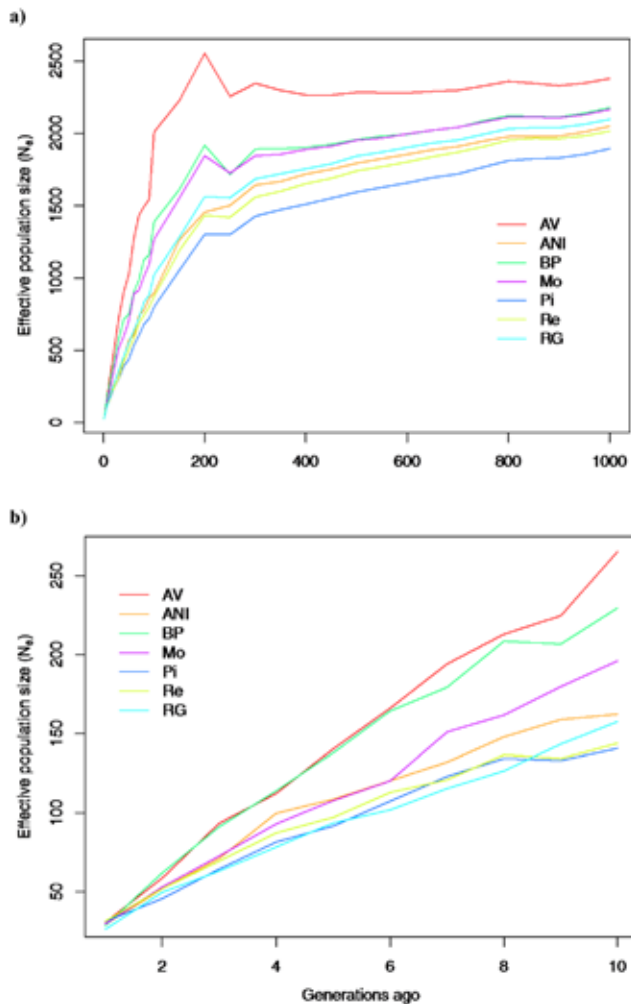 a)
Effective population size (Ne)
2500
2000
1500
1000
500
0
AV
ANI
BP
Mo
Pi
Re
RG
0 200 400 600 800 1000
b)
Effective population size (Ne)
250
200
150
100
50
AV
ANI
BP
Mo
Pi
Re
RG
2 4 6 8 10
Generations ago